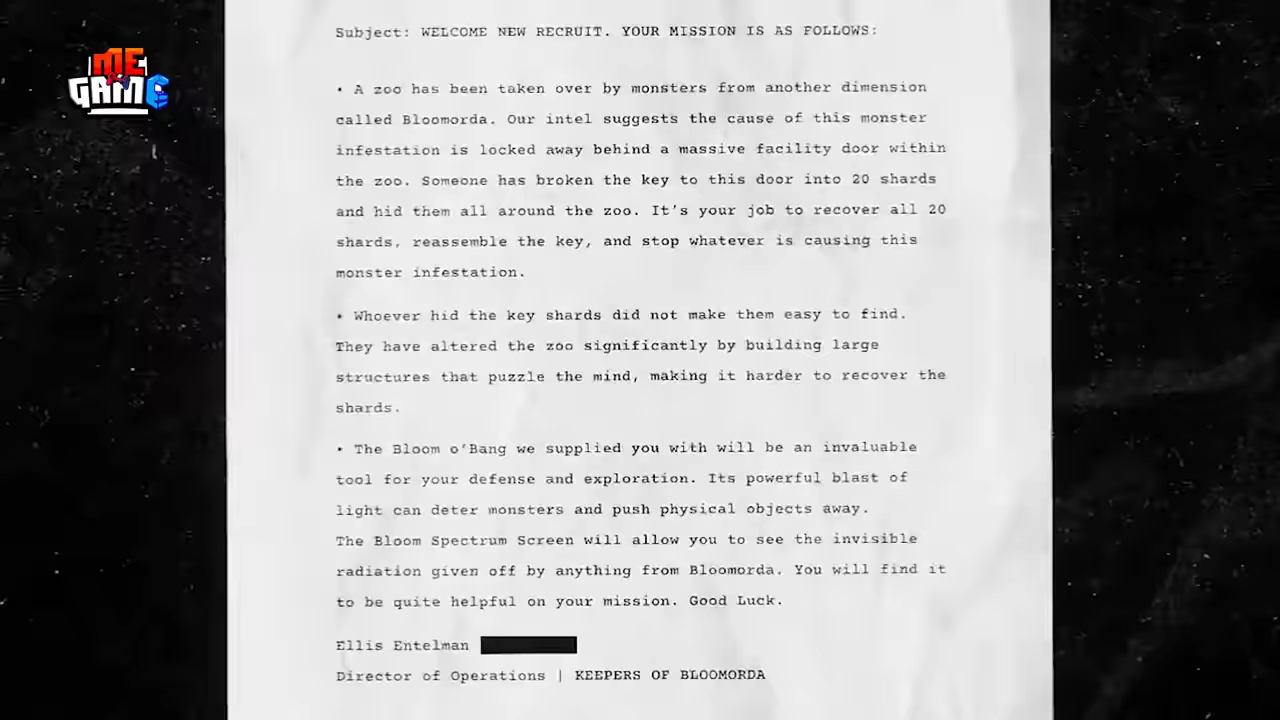 ME
GAME
Subject: WELCOME NEW RECRUIT. YOUR MISSION IS AS FOLLOWS:
• A zoo has been taken over by monsters from another dimension
called Bloomorda. Our intel suggests the cause of this monster
infestation is locked away behind a massive facility door within
the zoo. Someone has broken the key to this door into 20 shards
and hid them all around the zoo. It's your job to recover all 20
shards, reassemble the key, and stop whatever is causing this
monster infestation.
• Whoever hid the key shards did not make them easy to find.
They have altered the zoo significantly by building large
structures that puzzle the mind, making it harder to recover the
shards.
• The Bloom o'Bang we supplied you with will be an invaluable
tool for your defense and exploration. Its powerful blast of
light can deter monsters and push physical objects away.
The Bloom Spectrum Screen will allow you to see the invisible
radiation given off by anything from Bloomorda. You will find it
to be quite helpful on your mission. Good Luck.
Ellis Entelman
Director of Operations | KEEPERS OF BLOOMORDA